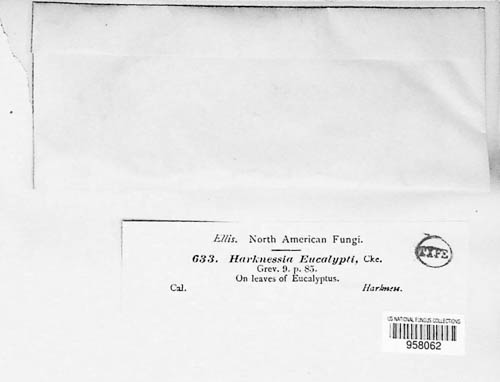 Ellis. North American Fungi.
633. Harknessia Eucalypti, Cke.
Grev. 9. p. 85.
On leaves of Eucalyptus.
Cal. Harkness.
TYPE
US NATIONAL FUNGUS COLLECTIONS
958062